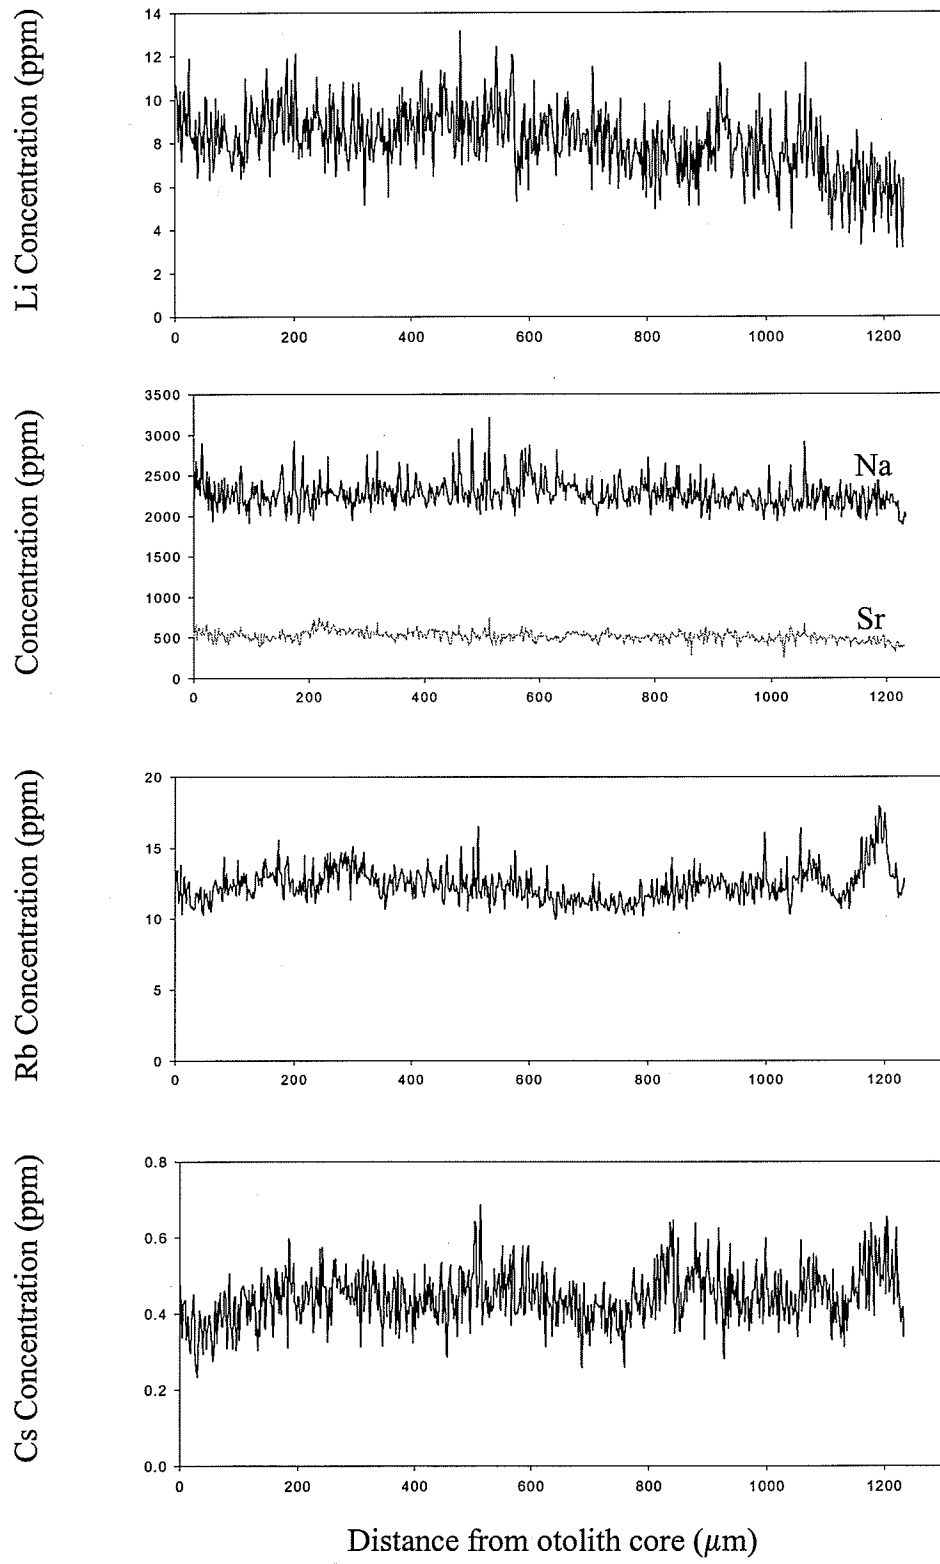 Li Concentration (ppm)
14
12
10
8
6
4
2
0
0 200 400 600 800 1000 1200
Concentration (ppm)
3500
3000
2500
2000
1500
1000
500
0
Na
Sr
0 200 400 600 800 1000 1200
Rb Concentration (ppm)
20
15
10
5
0
0 200 400 600 800 1000 1200
Cs Concentration (ppm)
0.8
0.6
0.4
0.2
0.0
0 200 400 600 800 1000 1200
Distance from otolith core (µm)